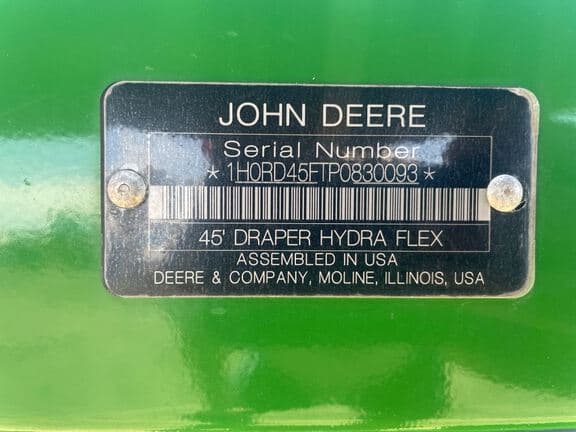 JOHN DEERE
Serial Number
*1H0RD45FTP0830093*
45' DRAPER HYDRA FLEX
ASSEMBLED IN USA
DEERE & COMPANY, MOLINE, ILLINOIS, USA